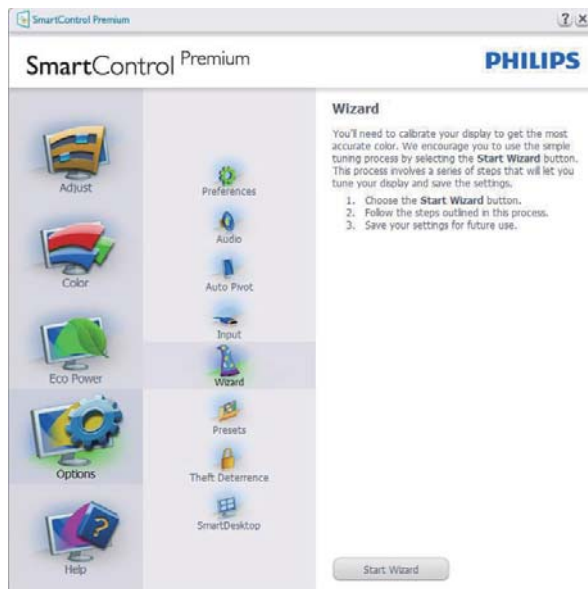 SmartControl Premium
SmartControl Premium
PHILIPS
Adjust
Color
Eco Power
Options
Help
Preferences
Audio
Auto Pivot
Input
Wizard
Presets
Theft Deterrence
SmartDesktop
Wizard
You'll need to calibrate your display to get the most
accurate color. We encourage you to use the simple
tuning process by selecting the Start Wizard button.
This process involves a series of steps that will let you
tune your display and save the settings.
1. Choose the Start Wizard button.
2. Follow the steps outlined in this process.
3. Save your settings for future use.
Start Wizard